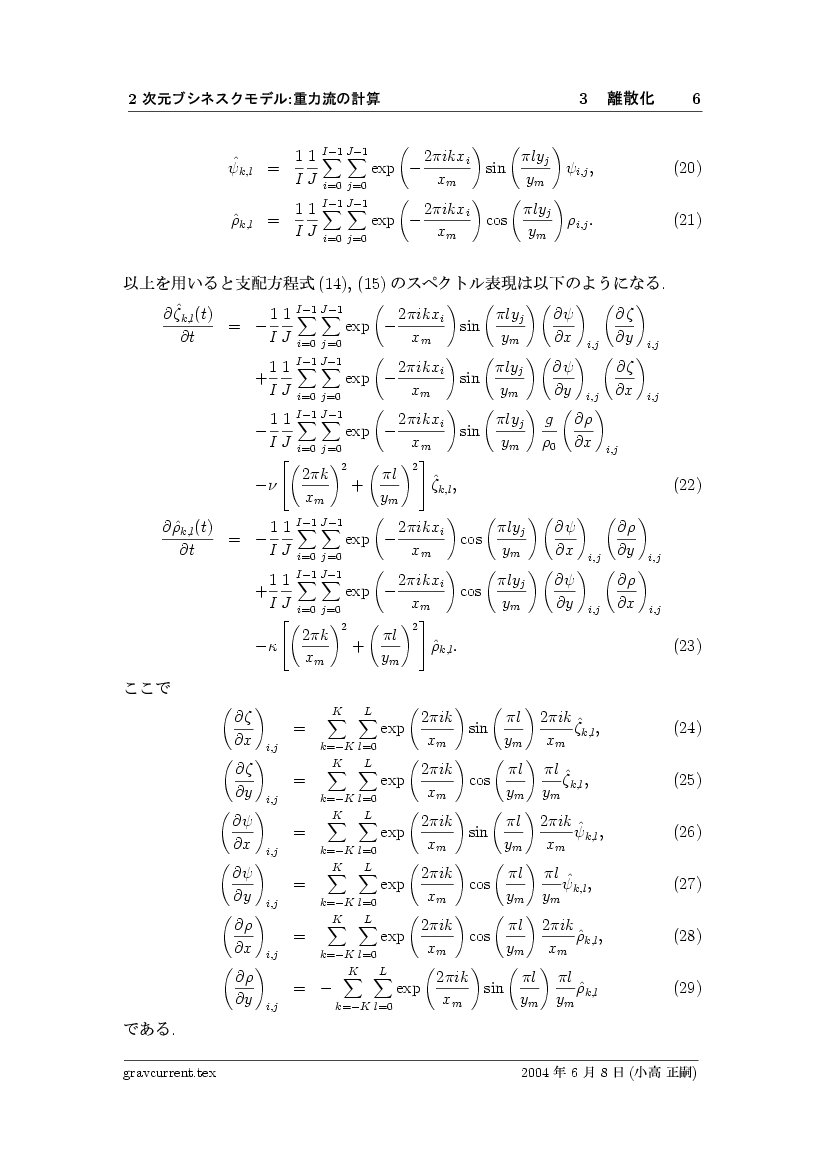 2 次元ブシネスクモデル:重力流の計算 3 離散化 6
\hat{\psi}_{k,l} = \frac{1}{I}\frac{1}{J}\sum_{i=0}^{I-1}\sum_{j=0}^{J-1} \exp\left(-\frac{2\pi ikx_i}{x_m}\right)\sin\left(\frac{\pi ly_j}{y_m}\right)\psi_{i,j}, (20)
\hat{\rho}_{k,l} = \frac{1}{I}\frac{1}{J}\sum_{i=0}^{I-1}\sum_{j=0}^{J-1} \exp\left(-\frac{2\pi ikx_i}{x_m}\right)\cos\left(\frac{\pi ly_j}{y_m}\right)\rho_{i,j}. (21)
以上を用いると支配方程式 (14), (15) のスペクトル表現は以下のようになる.
\frac{\partial\hat{\zeta}_{k,l}(t)}{\partial t} = -\frac{1}{I}\frac{1}{J}\sum_{i=0}^{I-1}\sum_{j=0}^{J-1} \exp\left(-\frac{2\pi ikx_i}{x_m}\right)\sin\left(\frac{\pi ly_j}{y_m}\right)\left(\frac{\partial\psi}{\partial x}\right)_{i,j}\left(\frac{\partial\zeta}{\partial y}\right)_{i,j}
+\frac{1}{I}\frac{1}{J}\sum_{i=0}^{I-1}\sum_{j=0}^{J-1} \exp\left(-\frac{2\pi ikx_i}{x_m}\right)\sin\left(\frac{\pi ly_j}{y_m}\right)\left(\frac{\partial\psi}{\partial y}\right)_{i,j}\left(\frac{\partial\zeta}{\partial x}\right)_{i,j}
-\frac{1}{I}\frac{1}{J}\sum_{i=0}^{I-1}\sum_{j=0}^{J-1} \exp\left(-\frac{2\pi ikx_i}{x_m}\right)\sin\left(\frac{\pi ly_j}{y_m}\right)\frac{g}{\rho_0}\left(\frac{\partial\rho}{\partial x}\right)_{i,j}
-\nu\left[\left(\frac{2\pi k}{x_m}\right)^2+\left(\frac{\pi l}{y_m}\right)^2\right]\hat{\zeta}_{k,l}, (22)
\frac{\partial\hat{\rho}_{k,l}(t)}{\partial t} = -\frac{1}{I}\frac{1}{J}\sum_{i=0}^{I-1}\sum_{j=0}^{J-1} \exp\left(-\frac{2\pi ikx_i}{x_m}\right)\cos\left(\frac{\pi ly_j}{y_m}\right)\left(\frac{\partial\psi}{\partial x}\right)_{i,j}\left(\frac{\partial\rho}{\partial y}\right)_{i,j}
+\frac{1}{I}\frac{1}{J}\sum_{i=0}^{I-1}\sum_{j=0}^{J-1} \exp\left(-\frac{2\pi ikx_i}{x_m}\right)\cos\left(\frac{\pi ly_j}{y_m}\right)\left(\frac{\partial\psi}{\partial y}\right)_{i,j}\left(\frac{\partial\rho}{\partial x}\right)_{i,j}
-\kappa\left[\left(\frac{2\pi k}{x_m}\right)^2+\left(\frac{\pi l}{y_m}\right)^2\right]\hat{\rho}_{k,l}. (23)
ここで
\left(\frac{\partial\zeta}{\partial x}\right)_{i,j} = \sum_{k=-K}^{K}\sum_{l=0}^{L} \exp\left(\frac{2\pi ik}{x_m}\right)\sin\left(\frac{\pi l}{y_m}\right)\frac{2\pi ik}{x_m}\hat{\zeta}_{k,l}, (24)
\left(\frac{\partial\zeta}{\partial y}\right)_{i,j} = \sum_{k=-K}^{K}\sum_{l=0}^{L} \exp\left(\frac{2\pi ik}{x_m}\right)\cos\left(\frac{\pi l}{y_m}\right)\frac{\pi l}{y_m}\hat{\zeta}_{k,l}, (25)
\left(\frac{\partial\psi}{\partial x}\right)_{i,j} = \sum_{k=-K}^{K}\sum_{l=0}^{L} \exp\left(\frac{2\pi ik}{x_m}\right)\sin\left(\frac{\pi l}{y_m}\right)\frac{2\pi ik}{x_m}\hat{\psi}_{k,l}, (26)
\left(\frac{\partial\psi}{\partial y}\right)_{i,j} = \sum_{k=-K}^{K}\sum_{l=0}^{L} \exp\left(\frac{2\pi ik}{x_m}\right)\cos\left(\frac{\pi l}{y_m}\right)\frac{\pi l}{y_m}\hat{\psi}_{k,l}, (27)
\left(\frac{\partial\rho}{\partial x}\right)_{i,j} = \sum_{k=-K}^{K}\sum_{l=0}^{L} \exp\left(\frac{2\pi ik}{x_m}\right)\cos\left(\frac{\pi l}{y_m}\right)\frac{2\pi ik}{x_m}\hat{\rho}_{k,l}, (28)
\left(\frac{\partial\rho}{\partial y}\right)_{i,j} = -\sum_{k=-K}^{K}\sum_{l=0}^{L} \exp\left(\frac{2\pi ik}{x_m}\right)\sin\left(\frac{\pi l}{y_m}\right)\frac{\pi l}{y_m}\hat{\rho}_{k,l} (29)
である.
gravcurrent.tex 2004 年 6 月 8 日 (小高 正嗣)